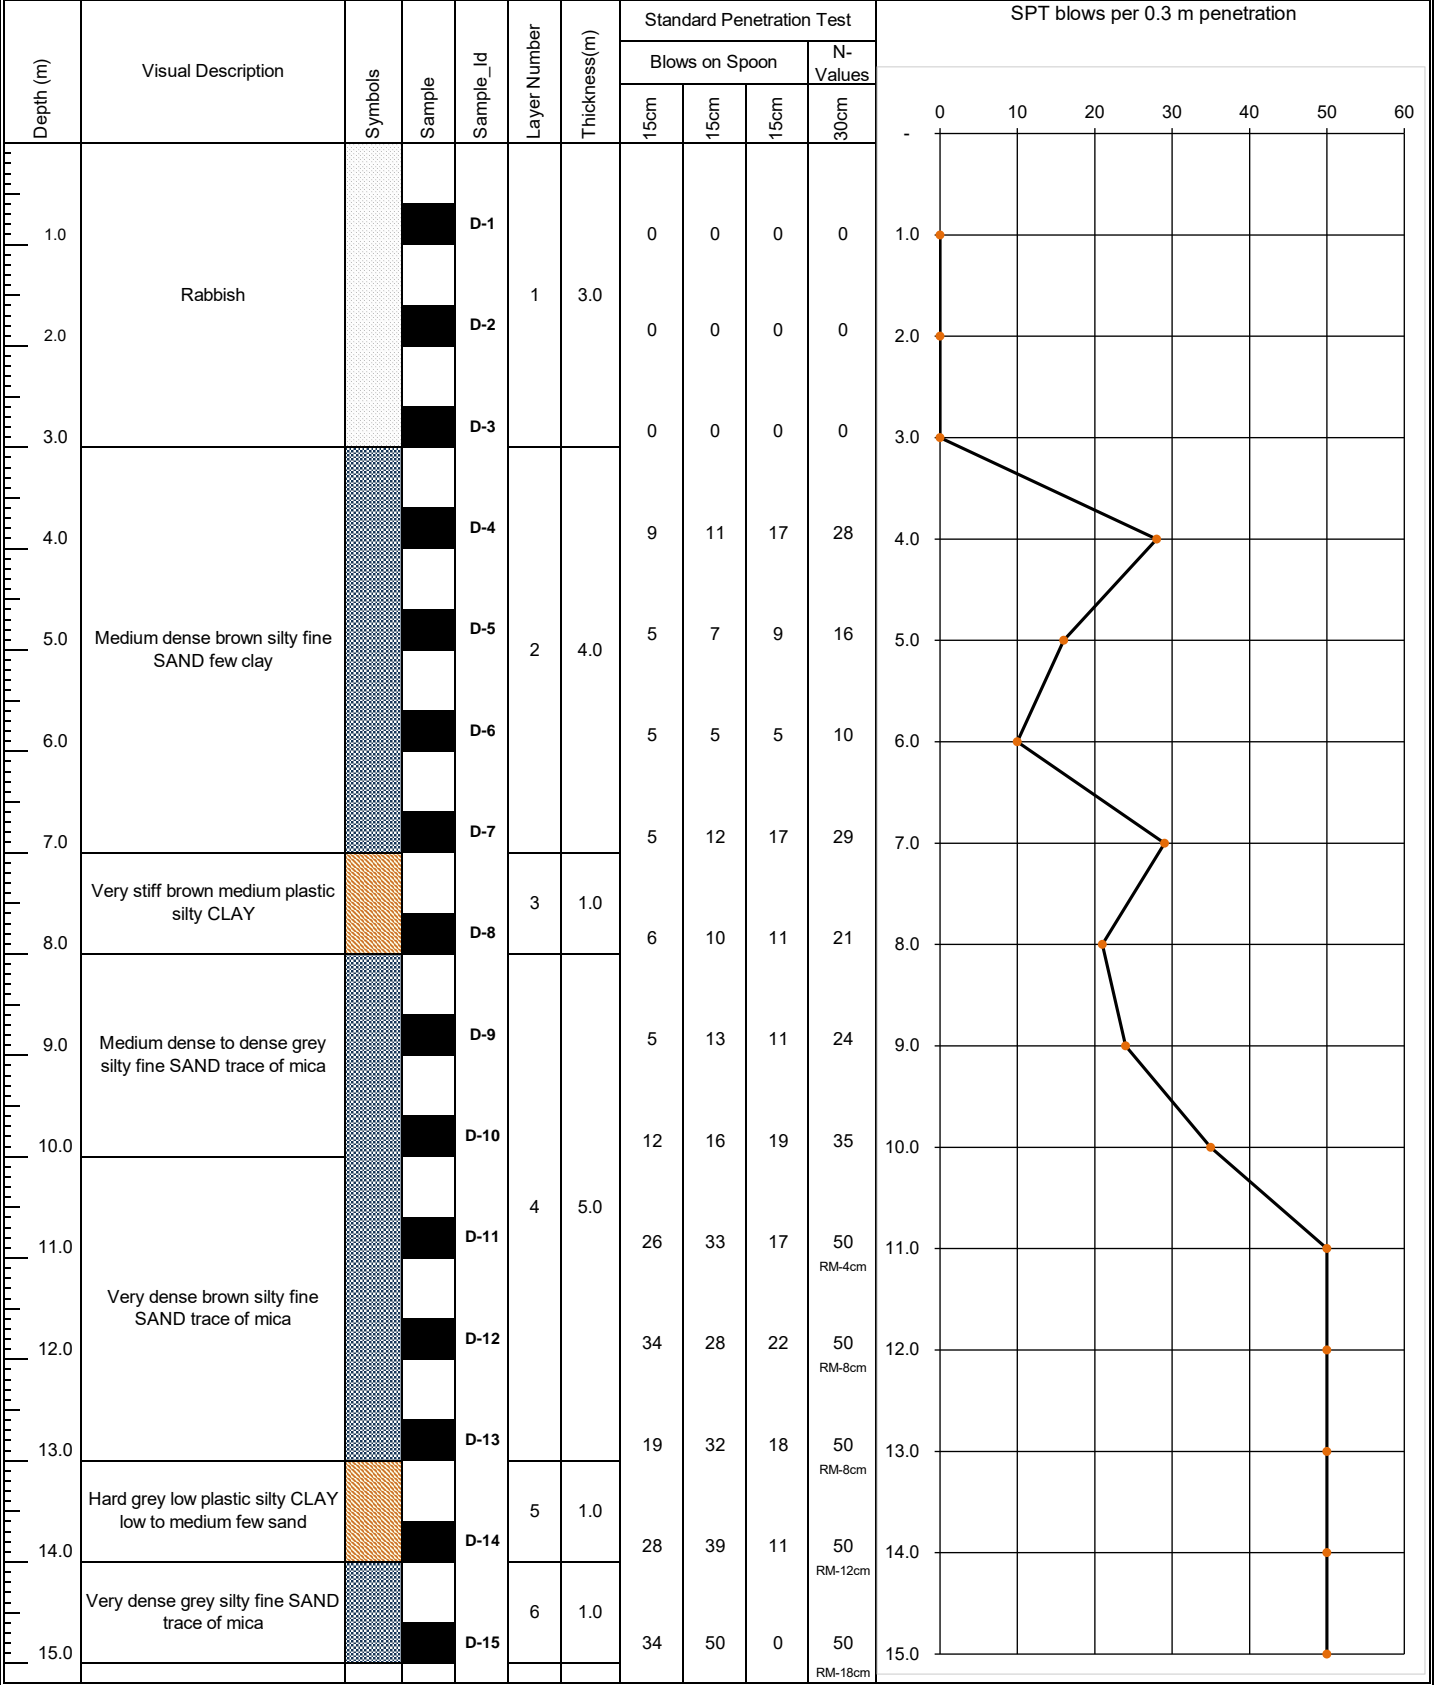 Depth (m)
Visual Description
Symbols
Sample
Sample_Id
Layer Number
Thickness(m)
Standard Penetration Test
Blows on Spoon
N-
Values
15cm
15cm
15cm
30cm
SPT blows per 0.3 m penetration
0 10 20 30 40 50 60
-
1.0 D-1 0 0 0 0 1.0
Rabbish 1 3.0
2.0 D-2 0 0 0 0 2.0
3.0 D-3 0 0 0 0 3.0
4.0 D-4 9 11 17 28 4.0
5.0 D-5 5 7 9 16 5.0
Medium dense brown silty fine
SAND few clay
2 4.0
6.0 D-6 5 5 5 10 6.0
7.0 D-7 5 12 17 29 7.0
Very stiff brown medium plastic
silty CLAY
3 1.0
8.0 D-8 6 10 11 21 8.0
9.0 D-9 5 13 11 24 9.0
Medium dense to dense grey
silty fine SAND trace of mica
10.0 D-10 12 16 19 35 10.0
4 5.0
11.0 D-11 26 33 17 50 11.0
RM-4cm
Very dense brown silty fine
SAND trace of mica
12.0 D-12 34 28 22 50 12.0
RM-8cm
13.0 D-13 19 32 18 50 13.0
RM-8cm
Hard grey low plastic silty CLAY
low to medium few sand
5 1.0
14.0 D-14 28 39 11 50 14.0
RM-12cm
Very dense grey silty fine SAND
trace of mica
6 1.0
15.0 D-15 34 50 0 50 15.0
RM-18cm